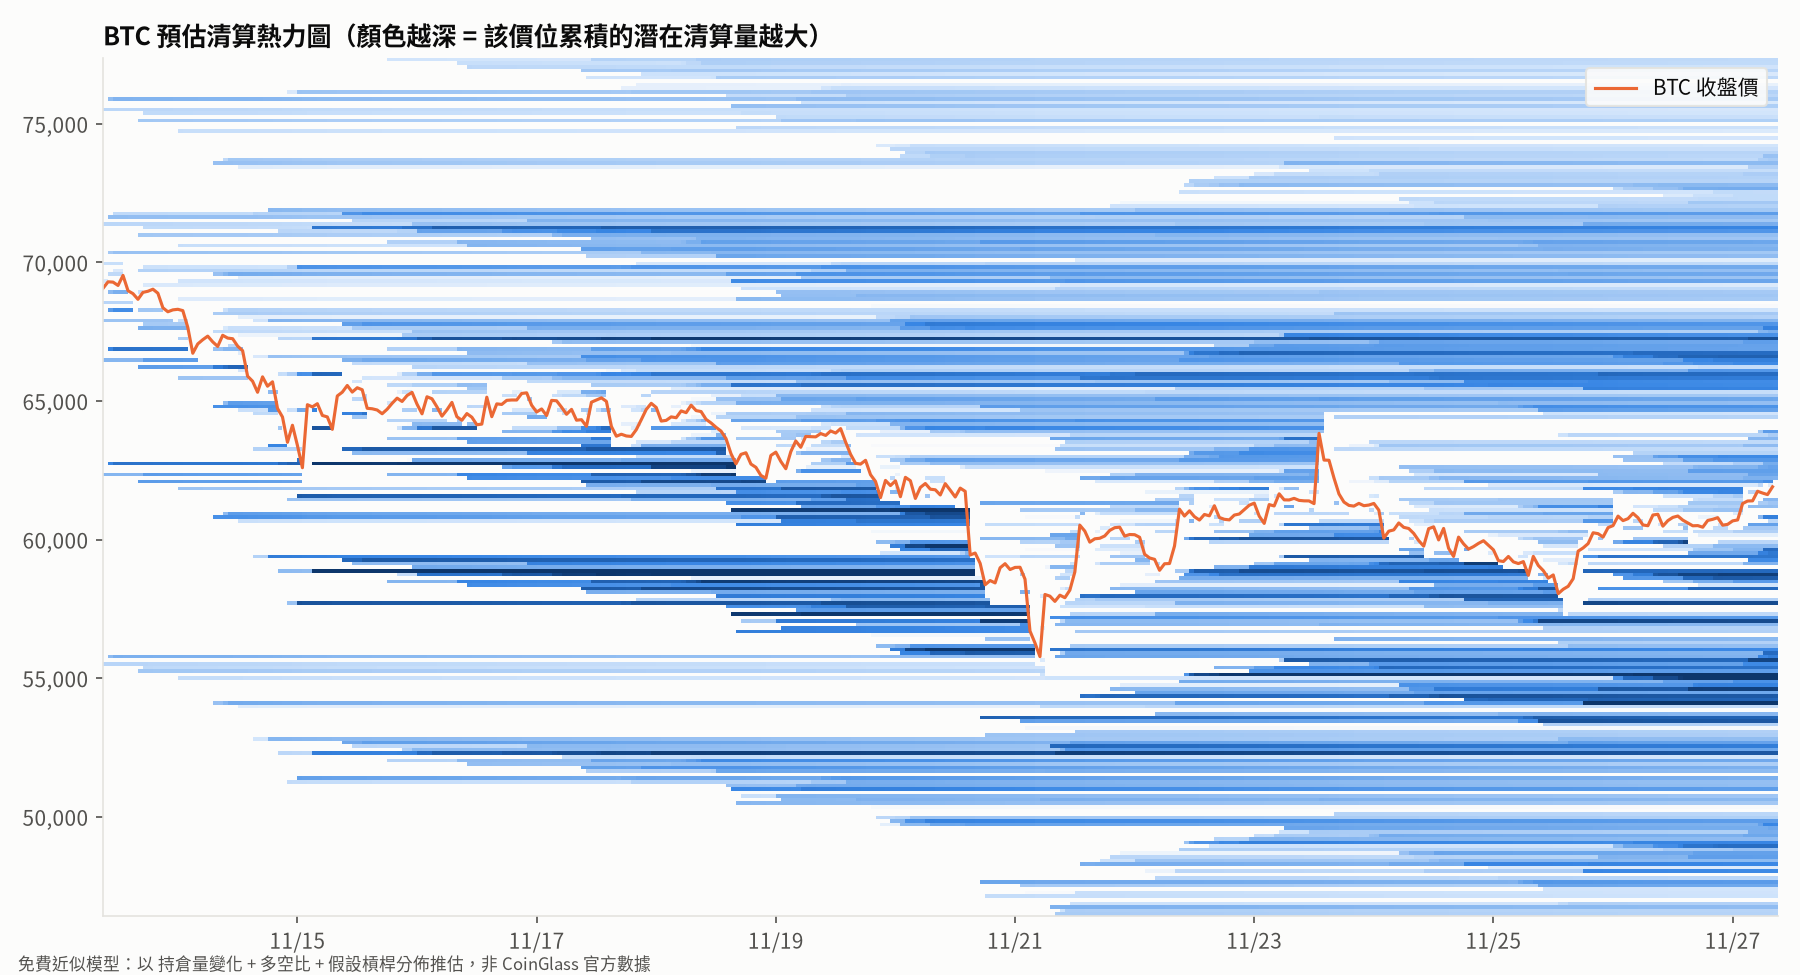 BTC 預估清算熱力圖（顏色越深 = 該價位累積的潛在清算量越大）
BTC 收盤價
75,000
70,000
65,000
60,000
55,000
50,000
11/15 11/17 11/19 11/21 11/23 11/25 11/27
免費近似模型：以 持倉量變化 + 多空比 + 假設槓桿分佈推估，非 CoinGlass 官方數據